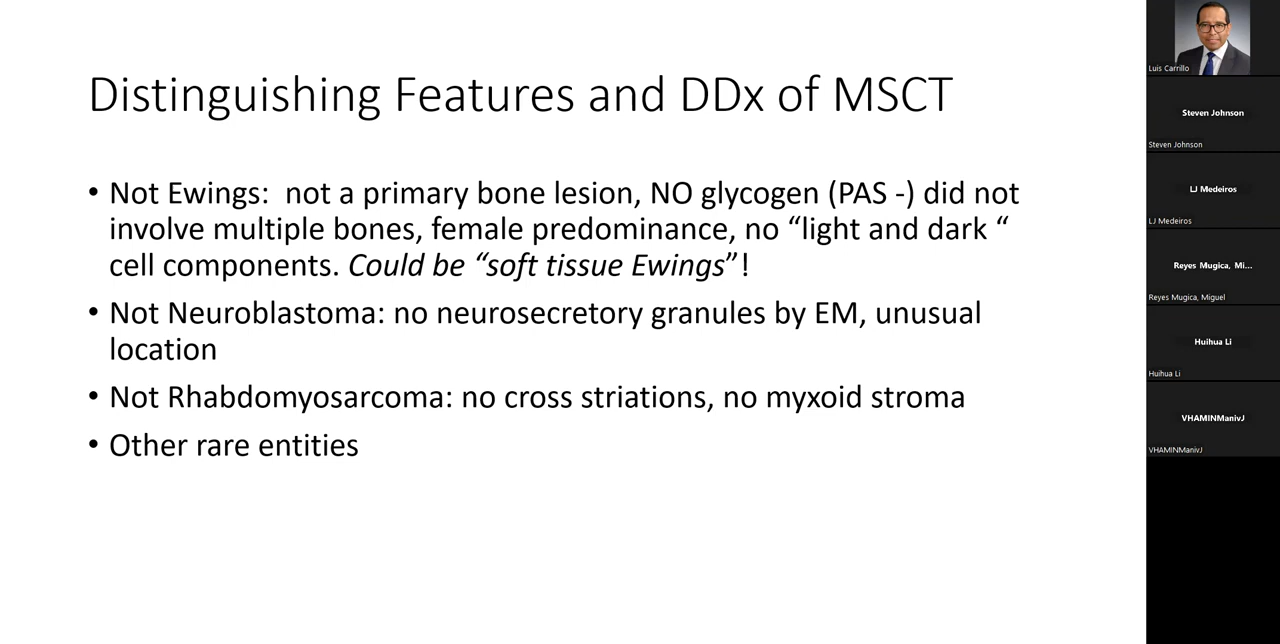 Distinguishing Features and DDx of MSCT
• Not Ewings:  not a primary bone lesion, NO glycogen (PAS -) did not
involve multiple bones, female predominance, no “light and dark “
cell components. Could be “soft tissue Ewings”!
• Not Neuroblastoma: no neurosecretory granules by EM, unusual
location
• Not Rhabdomyosarcoma: no cross striations, no myxoid stroma
• Other rare entities
Luis Carrillo
Steven Johnson
Steven Johnson
LJ Medeiros
LJ Medeiros
Reyes Mugica, Mi...
Reyes Mugica, Miguel
Huihua Li
Huihua Li
VHAMINManivJ
VHAMINManivJ